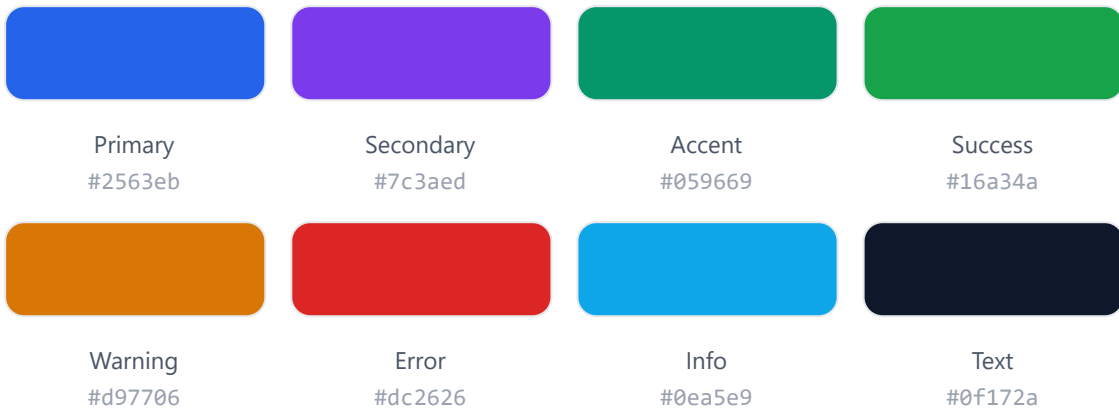 Primary
Secondary
Accent
Success
#2563eb
#7c3aed
#059669
#16a34a
Warning
Error
Info
Text
#d97706
#dc2626
#0ea5e9
#0f172a